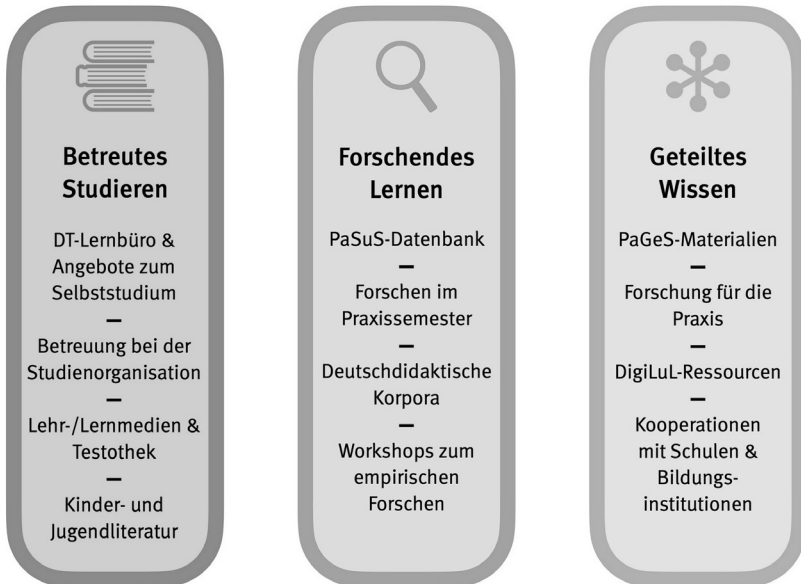 Betreutes
Studieren
DT-Lernbüro &
Angebote zum
Selbststudium
—
Betreuung bei der
Studienorganisation
—
Lehr-/Lernmedien &
Testothek
—
Kinder- und
Jugendliteratur
Forschendes
Lernen
PaSuS-Datenbank
—
Forschen im
Praxissemester
—
Deutschdidaktische
Korpora
—
Workshops zum
empirischen
Forschen
Geteiltes
Wissen
PaGeS-Materialien
—
Forschung für die
Praxis
—
DigiLuL-Ressourcen
—
Kooperationen
mit Schulen &
Bildungs-
institutionen